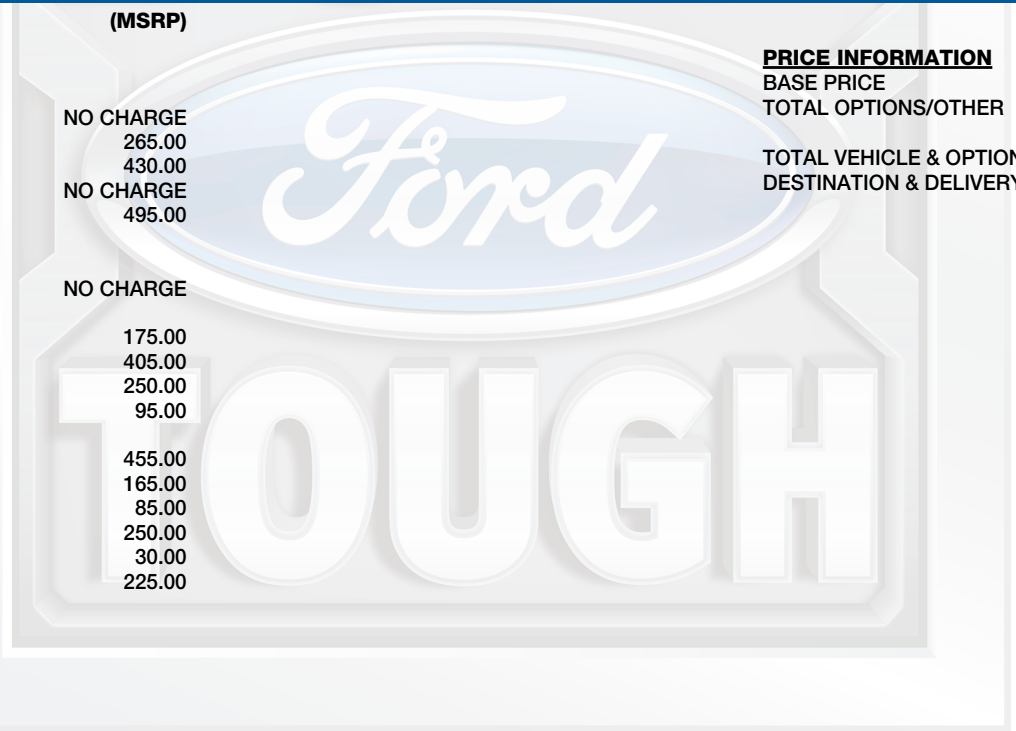 (MSRP)
NO CHARGE
265.00
430.00
NO CHARGE
495.00
NO CHARGE
175.00
405.00
250.00
95.00
455.00
165.00
85.00
250.00
30.00
225.00
PRICE INFORMATION
BASE PRICE
TOTAL OPTIONS/OTHER
TOTAL VEHICLE & OPTION
DESTINATION & DELIVERY
Ford
TOUGH